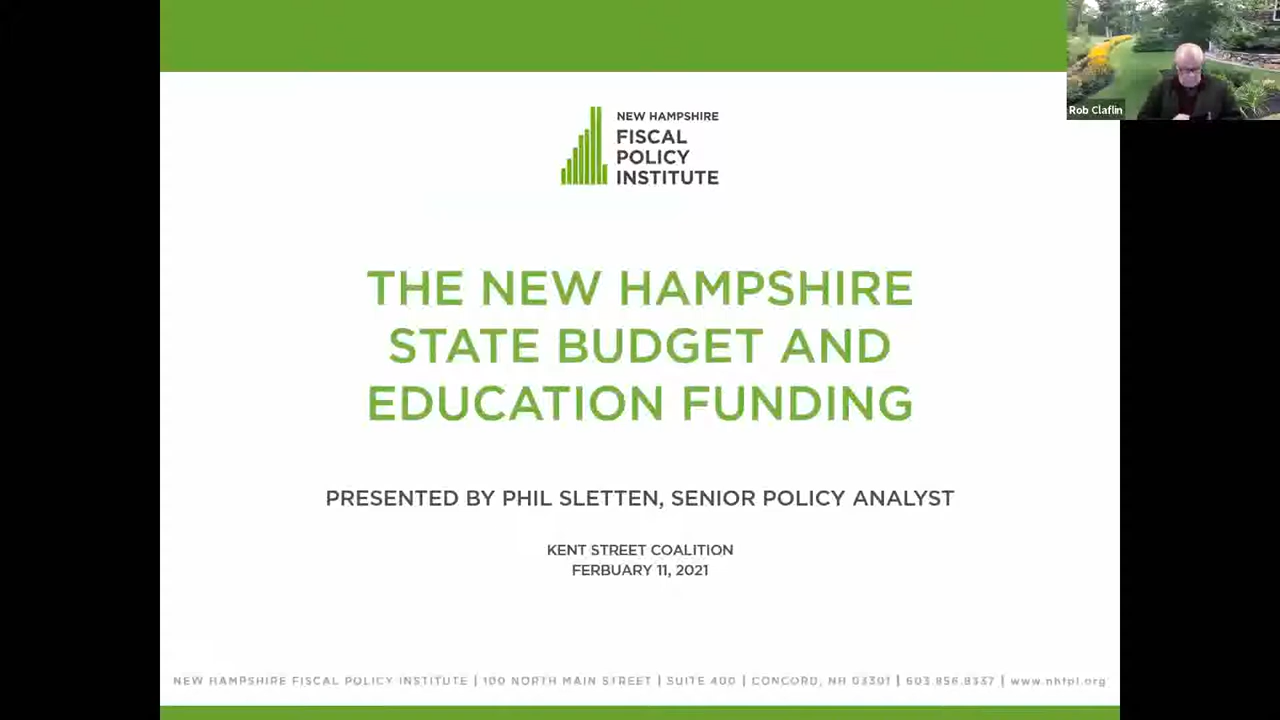 Rob Claflin
NEW HAMPSHIRE
FISCAL
POLICY
INSTITUTE
THE NEW HAMPSHIRE
STATE BUDGET AND
EDUCATION FUNDING
PRESENTED BY PHIL SLETTEN, SENIOR POLICY ANALYST
KENT STREET COALITION
FERBUARY 11, 2021
NEW HAMPSHIRE FISCAL POLICY INSTITUTE | 100 NORTH MAIN STREET | SUITE 400 | CONCORD, NH 03301 | 603.856.8337 | www.nhfpi.org